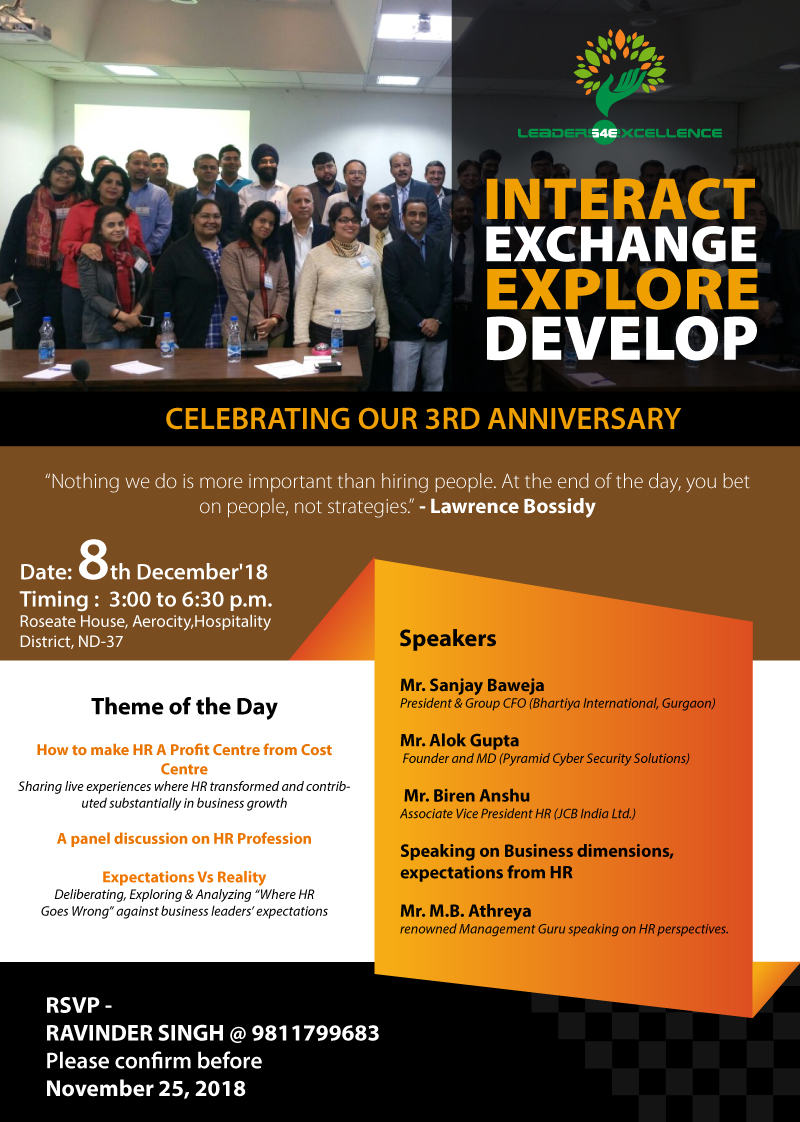 LEADERS4EXCELLENCE
INTERACT
EXCHANGE
EXPLORE
DEVELOP
CELEBRATING OUR 3RD ANNIVERSARY
“Nothing we do is more important than hiring people. At the end of the day, you bet
on people, not strategies.” - Lawrence Bossidy
Date: 8th December'18
Timing : 3:00 to 6:30 p.m.
Roseate House, Aerocity,Hospitality
District, ND-37
Theme of the Day
How to make HR A Profit Centre from Cost
Centre
Sharing live experiences where HR transformed and contrib-
uted substantially in business growth
A panel discussion on HR Profession
Expectations Vs Reality
Deliberating, Exploring & Analyzing “Where HR
Goes Wrong” against business leaders’ expectations
Speakers
Mr. Sanjay Baweja
President & Group CFO (Bhartiya International, Gurgaon)
Mr. Alok Gupta
Founder and MD (Pyramid Cyber Security Solutions)
Mr. Biren Anshu
Associate Vice President HR (JCB India Ltd.)
Speaking on Business dimensions,
expectations from HR
Mr. M.B. Athreya
renowned Management Guru speaking on HR perspectives.
RSVP -
RAVINDER SINGH @ 9811799683
Please confirm before
November 25, 2018